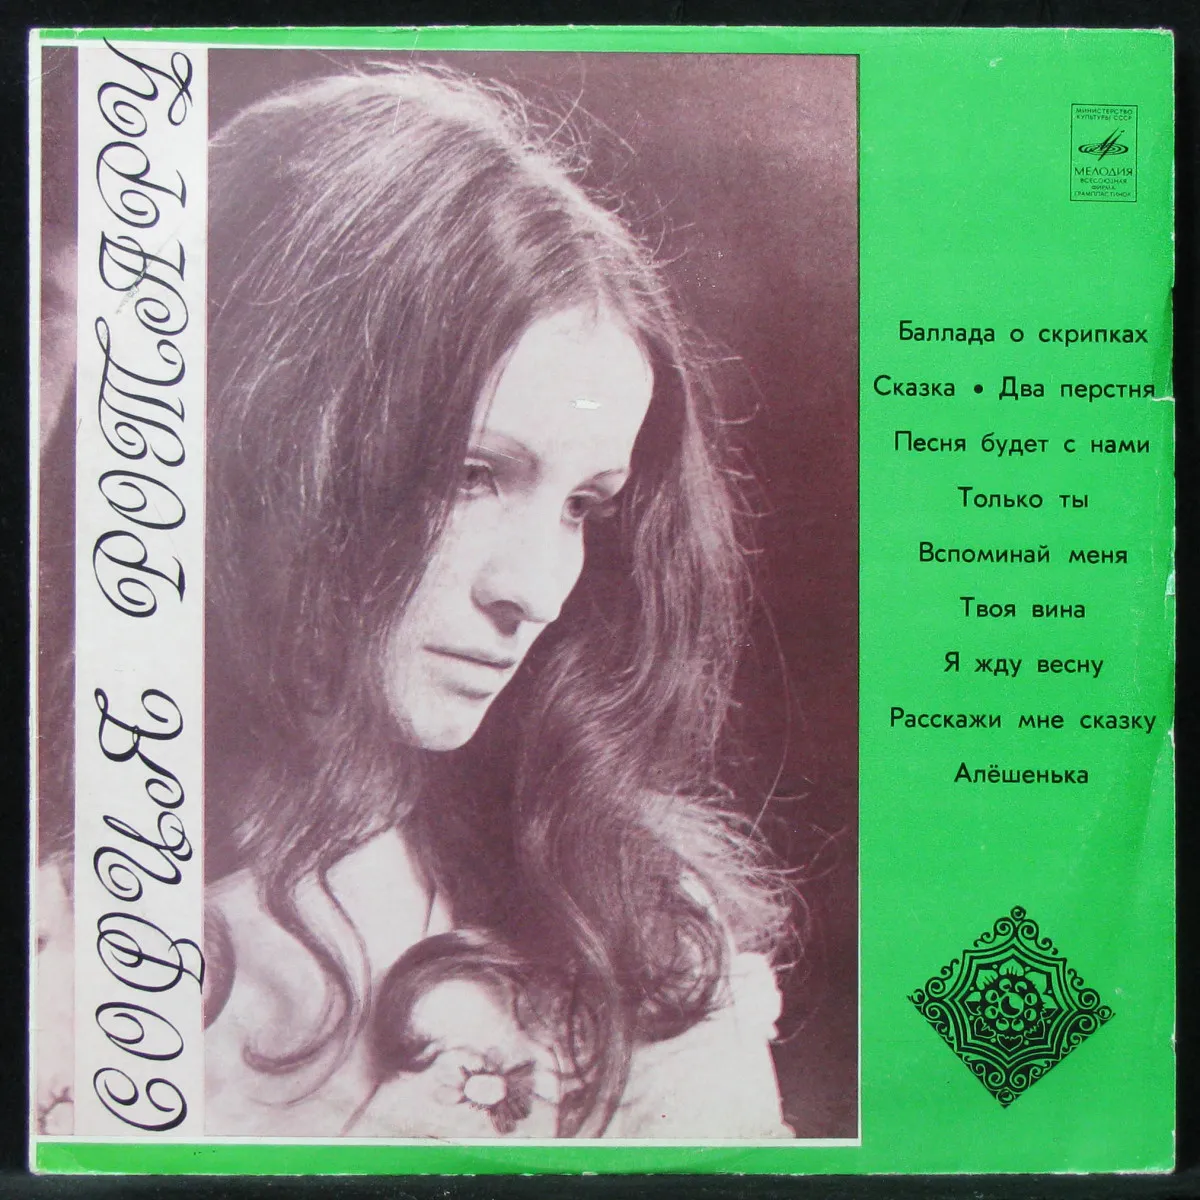 СОФИЯ РОТАРУ
МИНИСТЕРСТВО
КУЛЬТУРЫ СССР
МЕЛОДИЯ
ВСЕСОЮЗНАЯ
ФИРМА
ГРАМПЛАСТИНОК
Баллада о скрипках
Сказка • Два перстня
Песня будет с нами
Только ты
Вспоминай меня
Твоя вина
Я жду весну
Расскажи мне сказку
Алёшенька